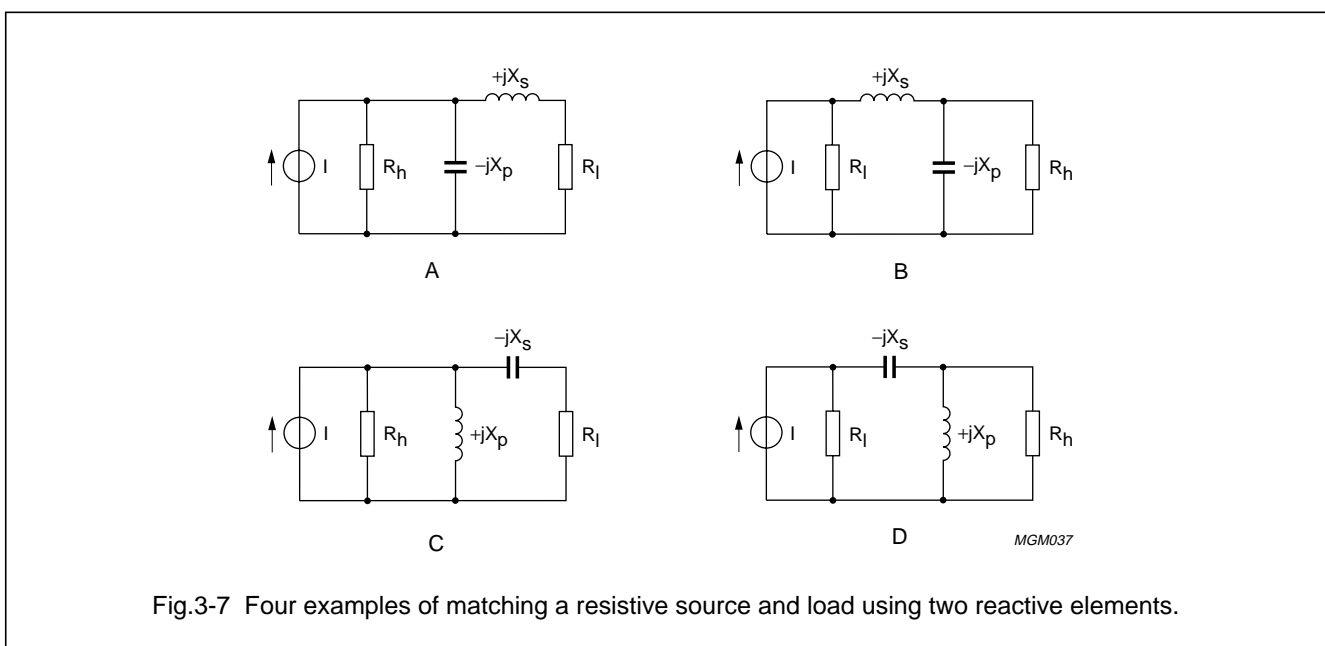 +jXs
I
Rh
−jXp
Rl
A
+jXs
I
Rl
−jXp
Rh
B
−jXs
I
Rh
+jXp
Rl
C
−jXs
I
Rl
+jXp
Rh
D
MGM037
Fig.3-7 Four examples of matching a resistive source and load using two reactive elements.